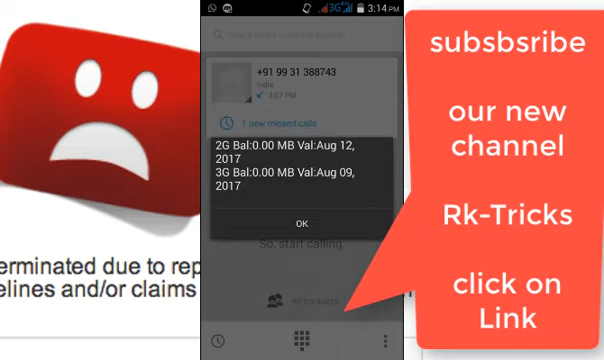 3G 3:14 PM
+91 99 31 388743
India
3:07 PM
1 new missed calls
2G Bal:0.00 MB Val:Aug 12,
2017
3G Bal:0.00 MB Val:Aug 09,
2017
OK
So, start calling.
All contacts
erminated due to rep
elines and/or claims
subsbsribe
our new
channel
Rk-Tricks
click on
Link